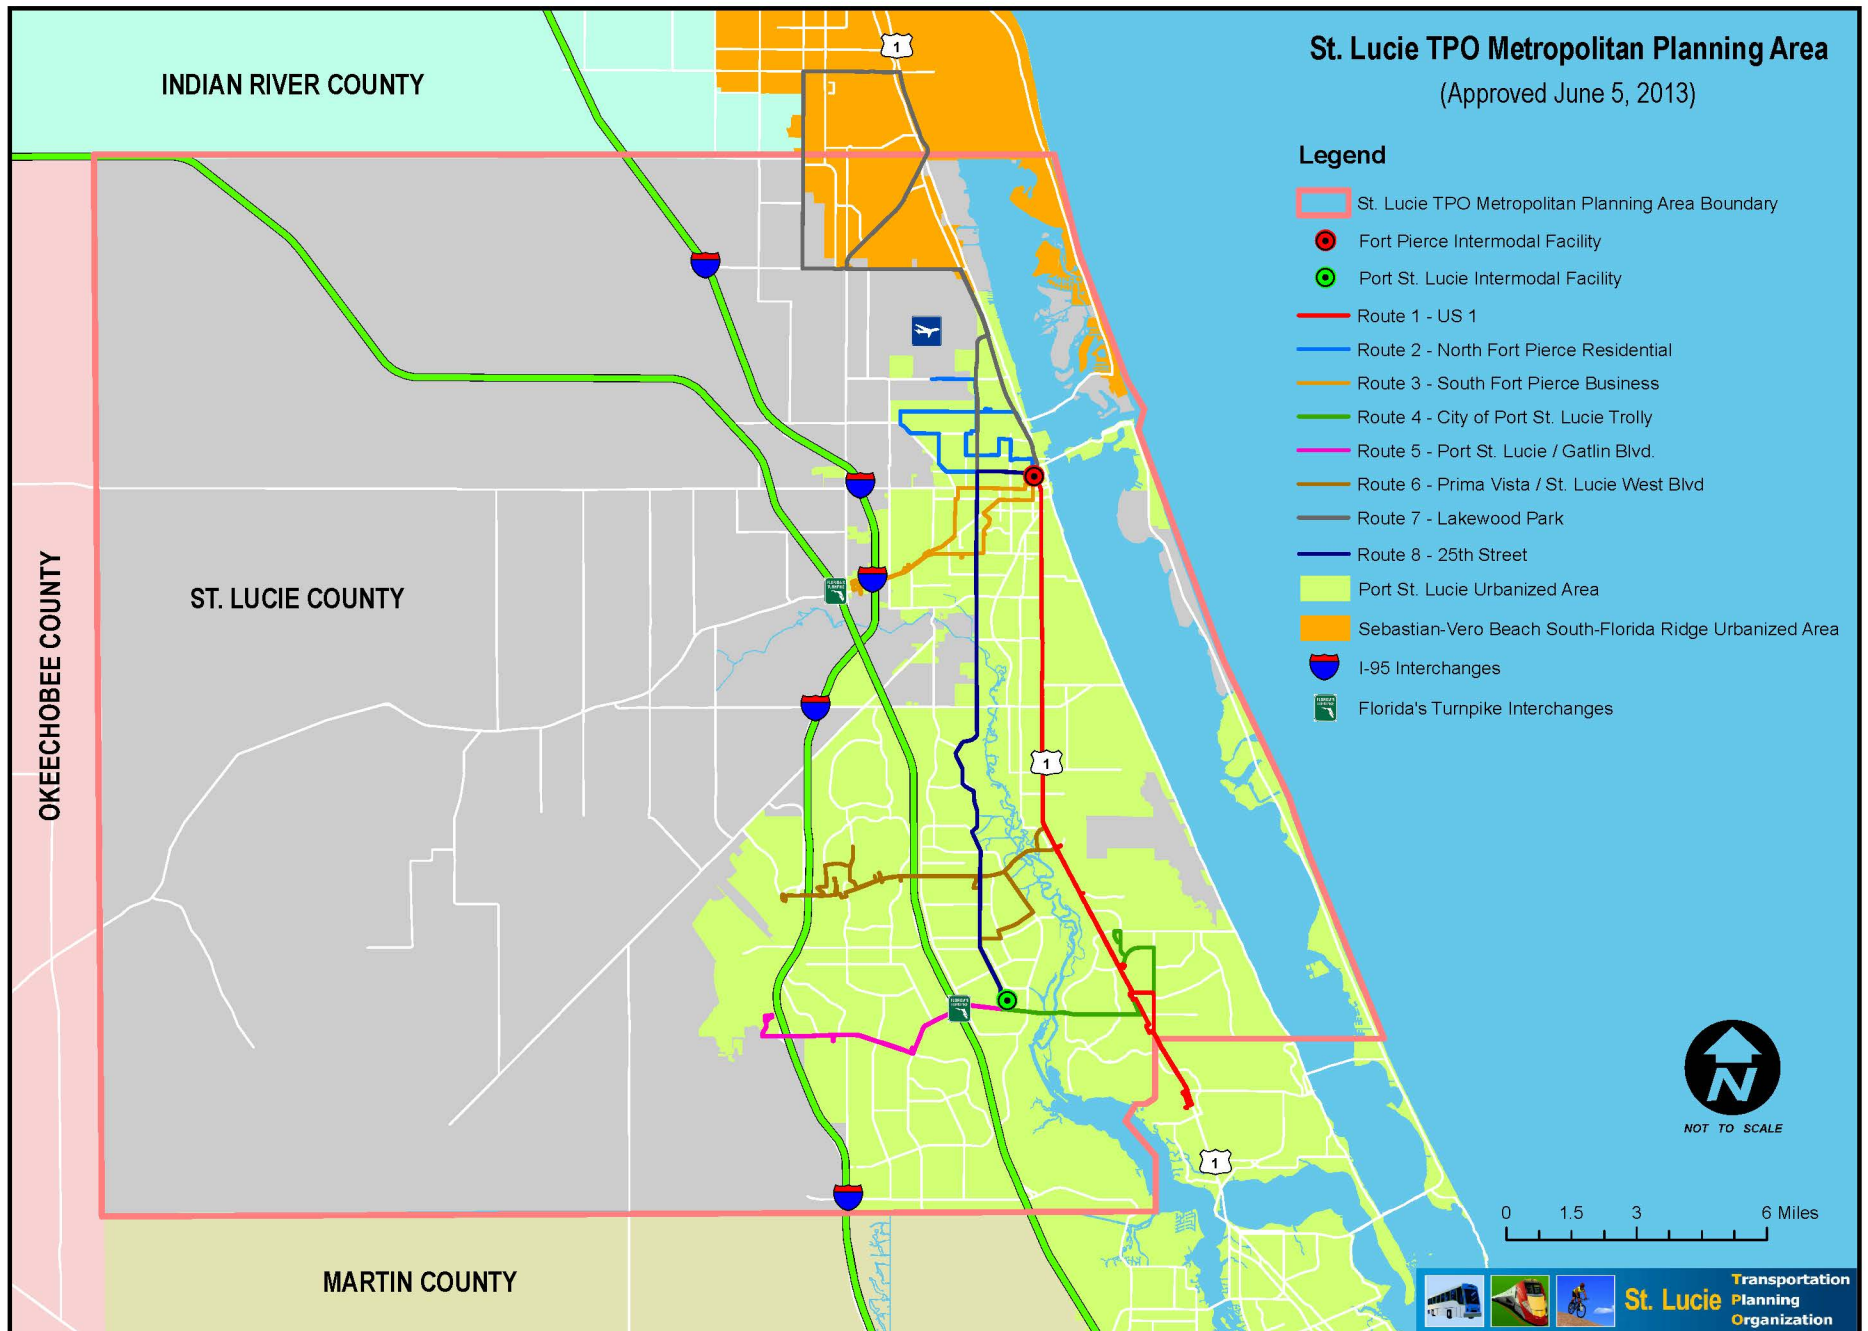 St. Lucie TPO Metropolitan Planning Area
(Approved June 5, 2013)
INDIAN RIVER COUNTY
1
Legend
St. Lucie TPO Metropolitan Planning Area Boundary
Fort Pierce Intermodal Facility
Port St. Lucie Intermodal Facility
Route 1 - US 1
Route 2 - North Fort Pierce Residential
Route 3 - South Fort Pierce Business
Route 4 - City of Port St. Lucie Trolly
Route 5 - Port St. Lucie / Gatlin Blvd.
Route 6 - Prima Vista / St. Lucie West Blvd
Route 7 - Lakewood Park
Route 8 - 25th Street
Port St. Lucie Urbanized Area
Sebastian-Vero Beach South-Florida Ridge Urbanized Area
I-95 Interchanges
Florida's Turnpike Interchanges
OKEECHOBEE COUNTY
ST. LUCIE COUNTY
1
N
NOT TO SCALE
1
0 1.5 3 6 Miles
MARTIN COUNTY
St. Lucie
Transportation
Planning
Organization